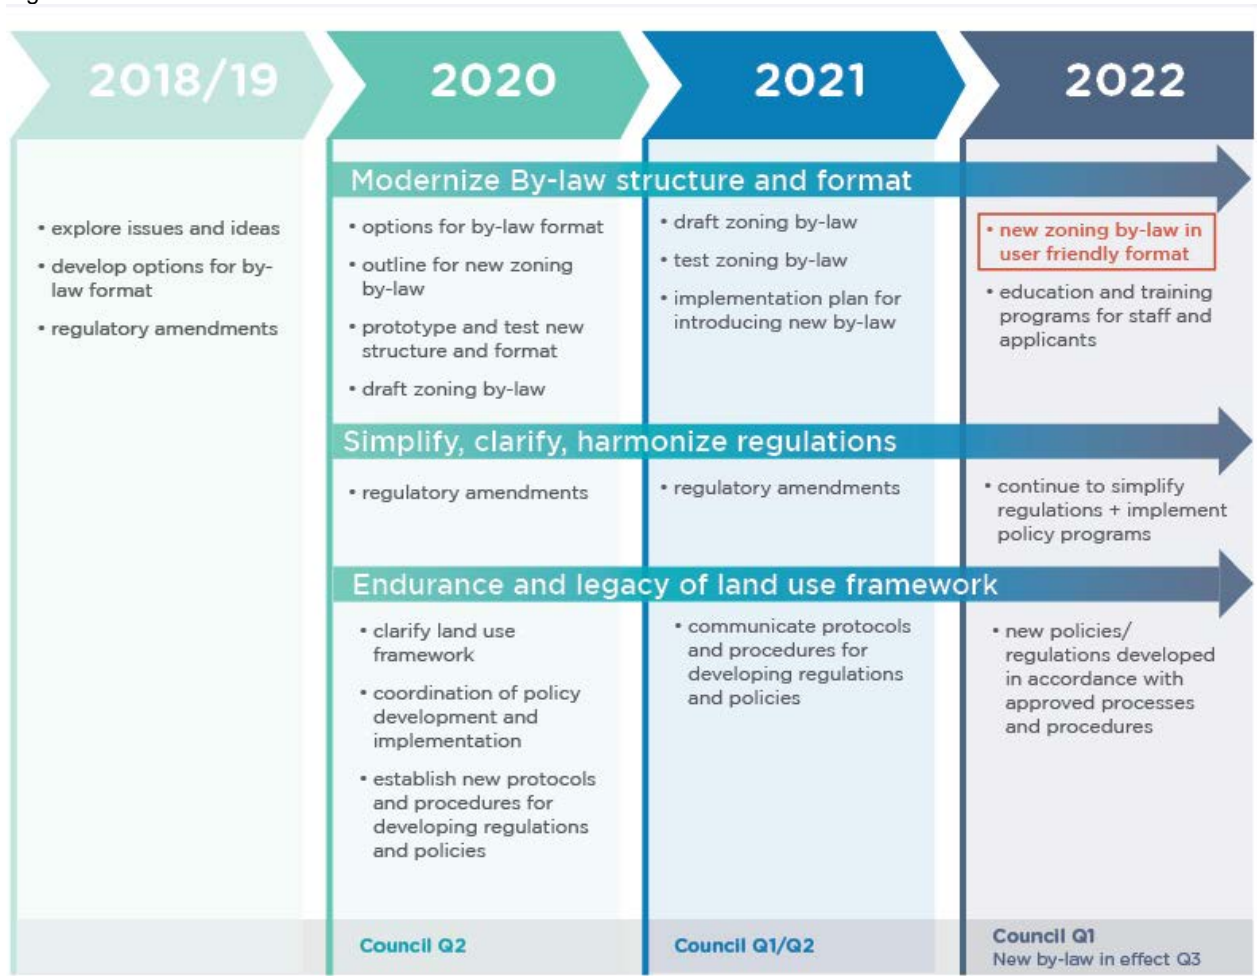 2018/19
2020
2021
2022
Modernize By-law structure and format
• explore issues and ideas
• develop options for by-
law format
• regulatory amendments
• options for by-law format
• outline for new zoning
by-law
• prototype and test new
structure and format
• draft zoning by-law
• draft zoning by-law
• test zoning by-law
• implementation plan for
introducing new by-law
• new zoning by-law in
user friendly format
• education and training
programs for staff and
applicants
Simplify, clarify, harmonize regulations
• regulatory amendments
• regulatory amendments
• continue to simplify
regulations + implement
policy programs
Endurance and legacy of land use framework
• clarify land use
framework
• coordination of policy
development and
implementation
• establish new protocols
and procedures for
developing regulations
and policies
• communicate protocols
and procedures for
developing regulations
and policies
• new policies/
regulations developed
in accordance with
approved processes
and procedures
Council Q2
Council Q1/Q2
Council Q1
New by-law in effect Q3